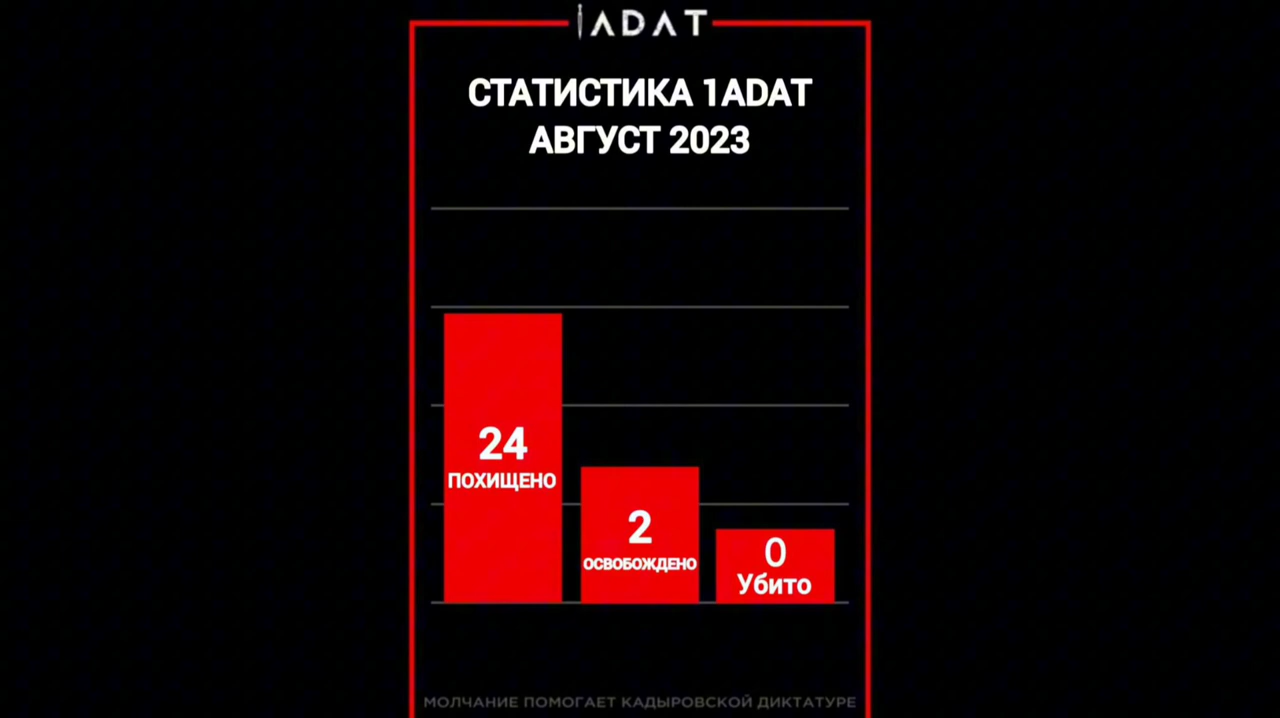 1ADAT
СТАТИСТИКА 1ADAT
АВГУСТ 2023
24
ПОХИЩЕНО
2
ОСВОБОЖДЕНО
0
Убито
МОЛЧАНИЕ ПОМОГАЕТ КАДЫРОВСКОЙ ДИКТАТУРЕ